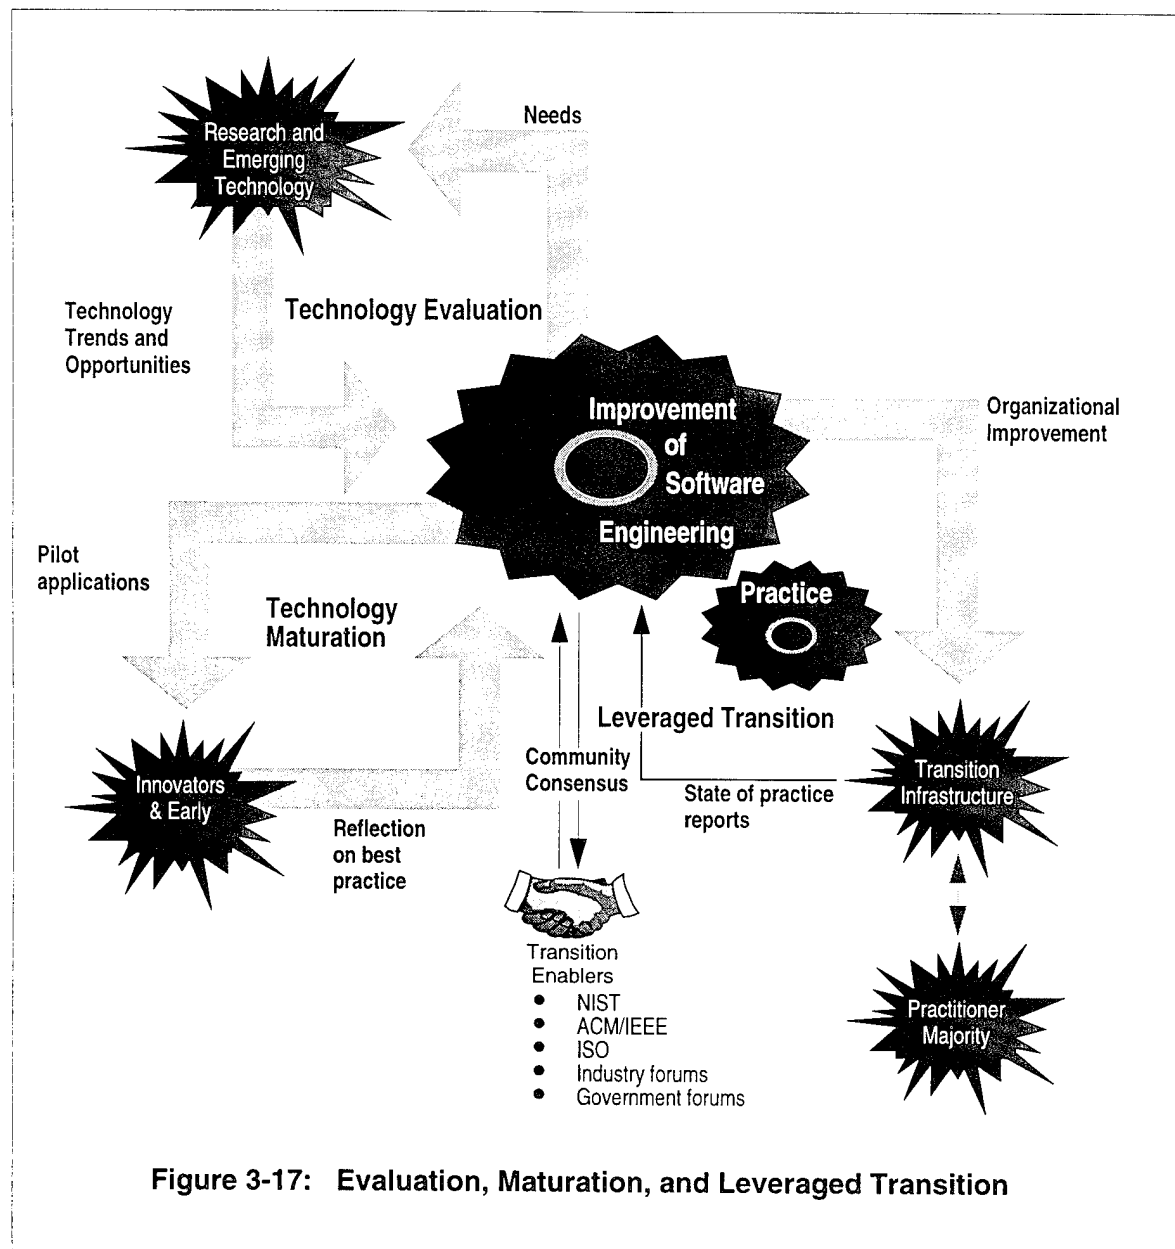 Research and
Emerging
Technology
Needs
Technology
Trends and
Opportunities
Technology Evaluation
Improvement
of
Software
Engineering
Organizational
Improvement
Pilot
applications
Technology
Maturation
Practice
Leveraged Transition
Innovators
& Early
Reflection
on best
practice
Community
Consensus
State of practice
reports
Transition
Infrastructure
Transition
Enablers
● NIST
● ACM/IEEE
● ISO
● Industry forums
● Government forums
Practitioner
Majority
Figure 3-17: Evaluation, Maturation, and Leveraged Transition